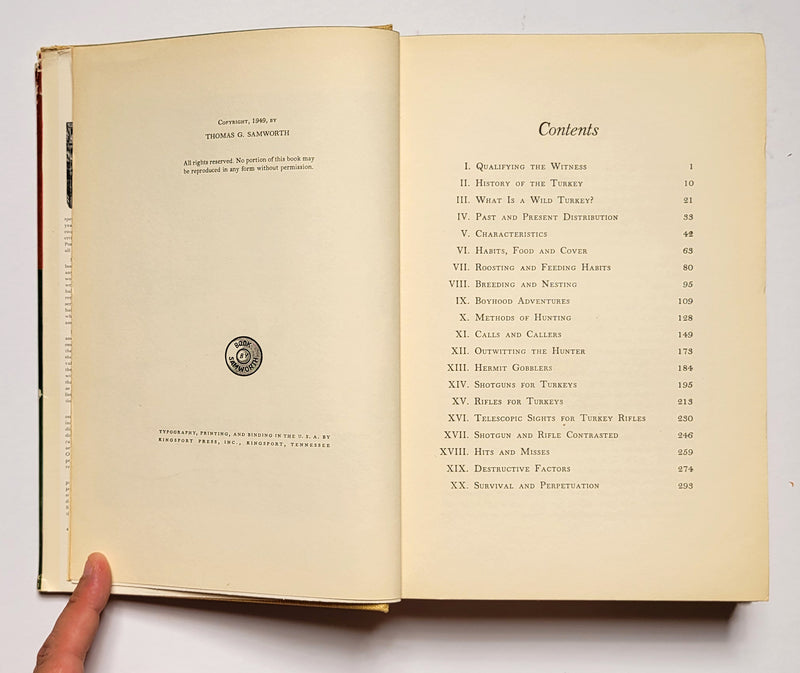 Copyright, 1949, by
THOMAS G. SAMWORTH
All rights reserved. No portion of this book may
be reproduced in any form without permission.
BOOK
BY
SAMWORTH
TYPOGRAPHY, PRINTING, AND BINDING IN THE U. S. A. BY
KINGSPORT PRESS, INC., KINGSPORT, TENNESSEE
Contents
I. Qualifying the Witness 1
II. History of the Turkey 10
III. What Is a Wild Turkey? 21
IV. Past and Present Distribution 33
V. Characteristics 42
VI. Habits, Food and Cover 63
VII. Roosting and Feeding Habits 80
VIII. Breeding and Nesting 95
IX. Boyhood Adventures 109
X. Methods of Hunting 128
XI. Calls and Callers 149
XII. Outwitting the Hunter 173
XIII. Hermit Gobblers 184
XIV. Shotguns for Turkeys 195
XV. Rifles for Turkeys 213
XVI. Telescopic Sights for Turkey Rifles 230
XVII. Shotgun and Rifle Contrasted 246
XVIII. Hits and Misses 259
XIX. Destructive Factors 274
XX. Survival and Perpetuation 293